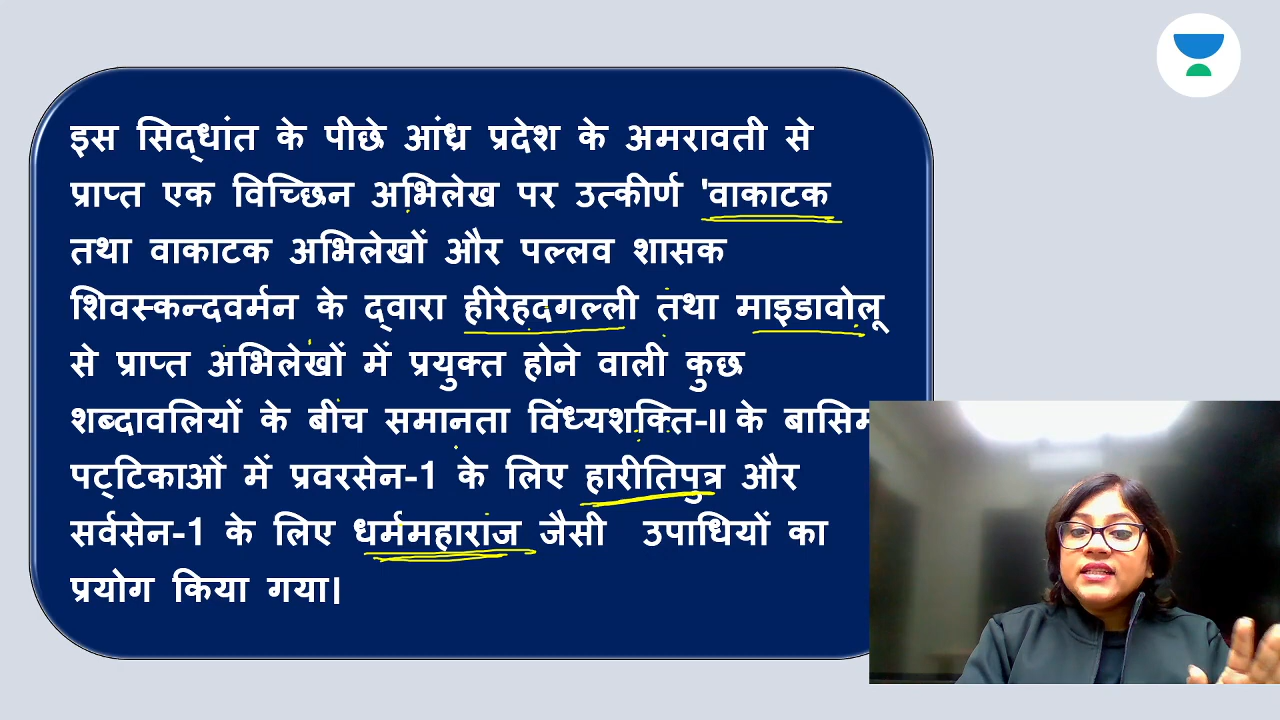 इस सिद्धांत के पीछे आंध्र प्रदेश के अमरावती से
प्राप्त एक विच्छिन अभिलेख पर उत्कीर्ण 'वाकाटक
तथा वाकाटक अभिलेखों और पल्लव शासक
शिवस्कन्दवर्मन के द्वारा हीरेहदगल्ली तथा माइडावोलू
से प्राप्त अभिलेखों में प्रयुक्त होने वाली कुछ
शब्दावलियों के बीच समानता विंध्यशक्ति-II के बासिम
पट्टिकाओं में प्रवरसेन-1 के लिए हारीतिपुत्र और
सर्वसेन-1 के लिए धर्ममहाराज जैसी उपाधियों का
प्रयोग किया गया।